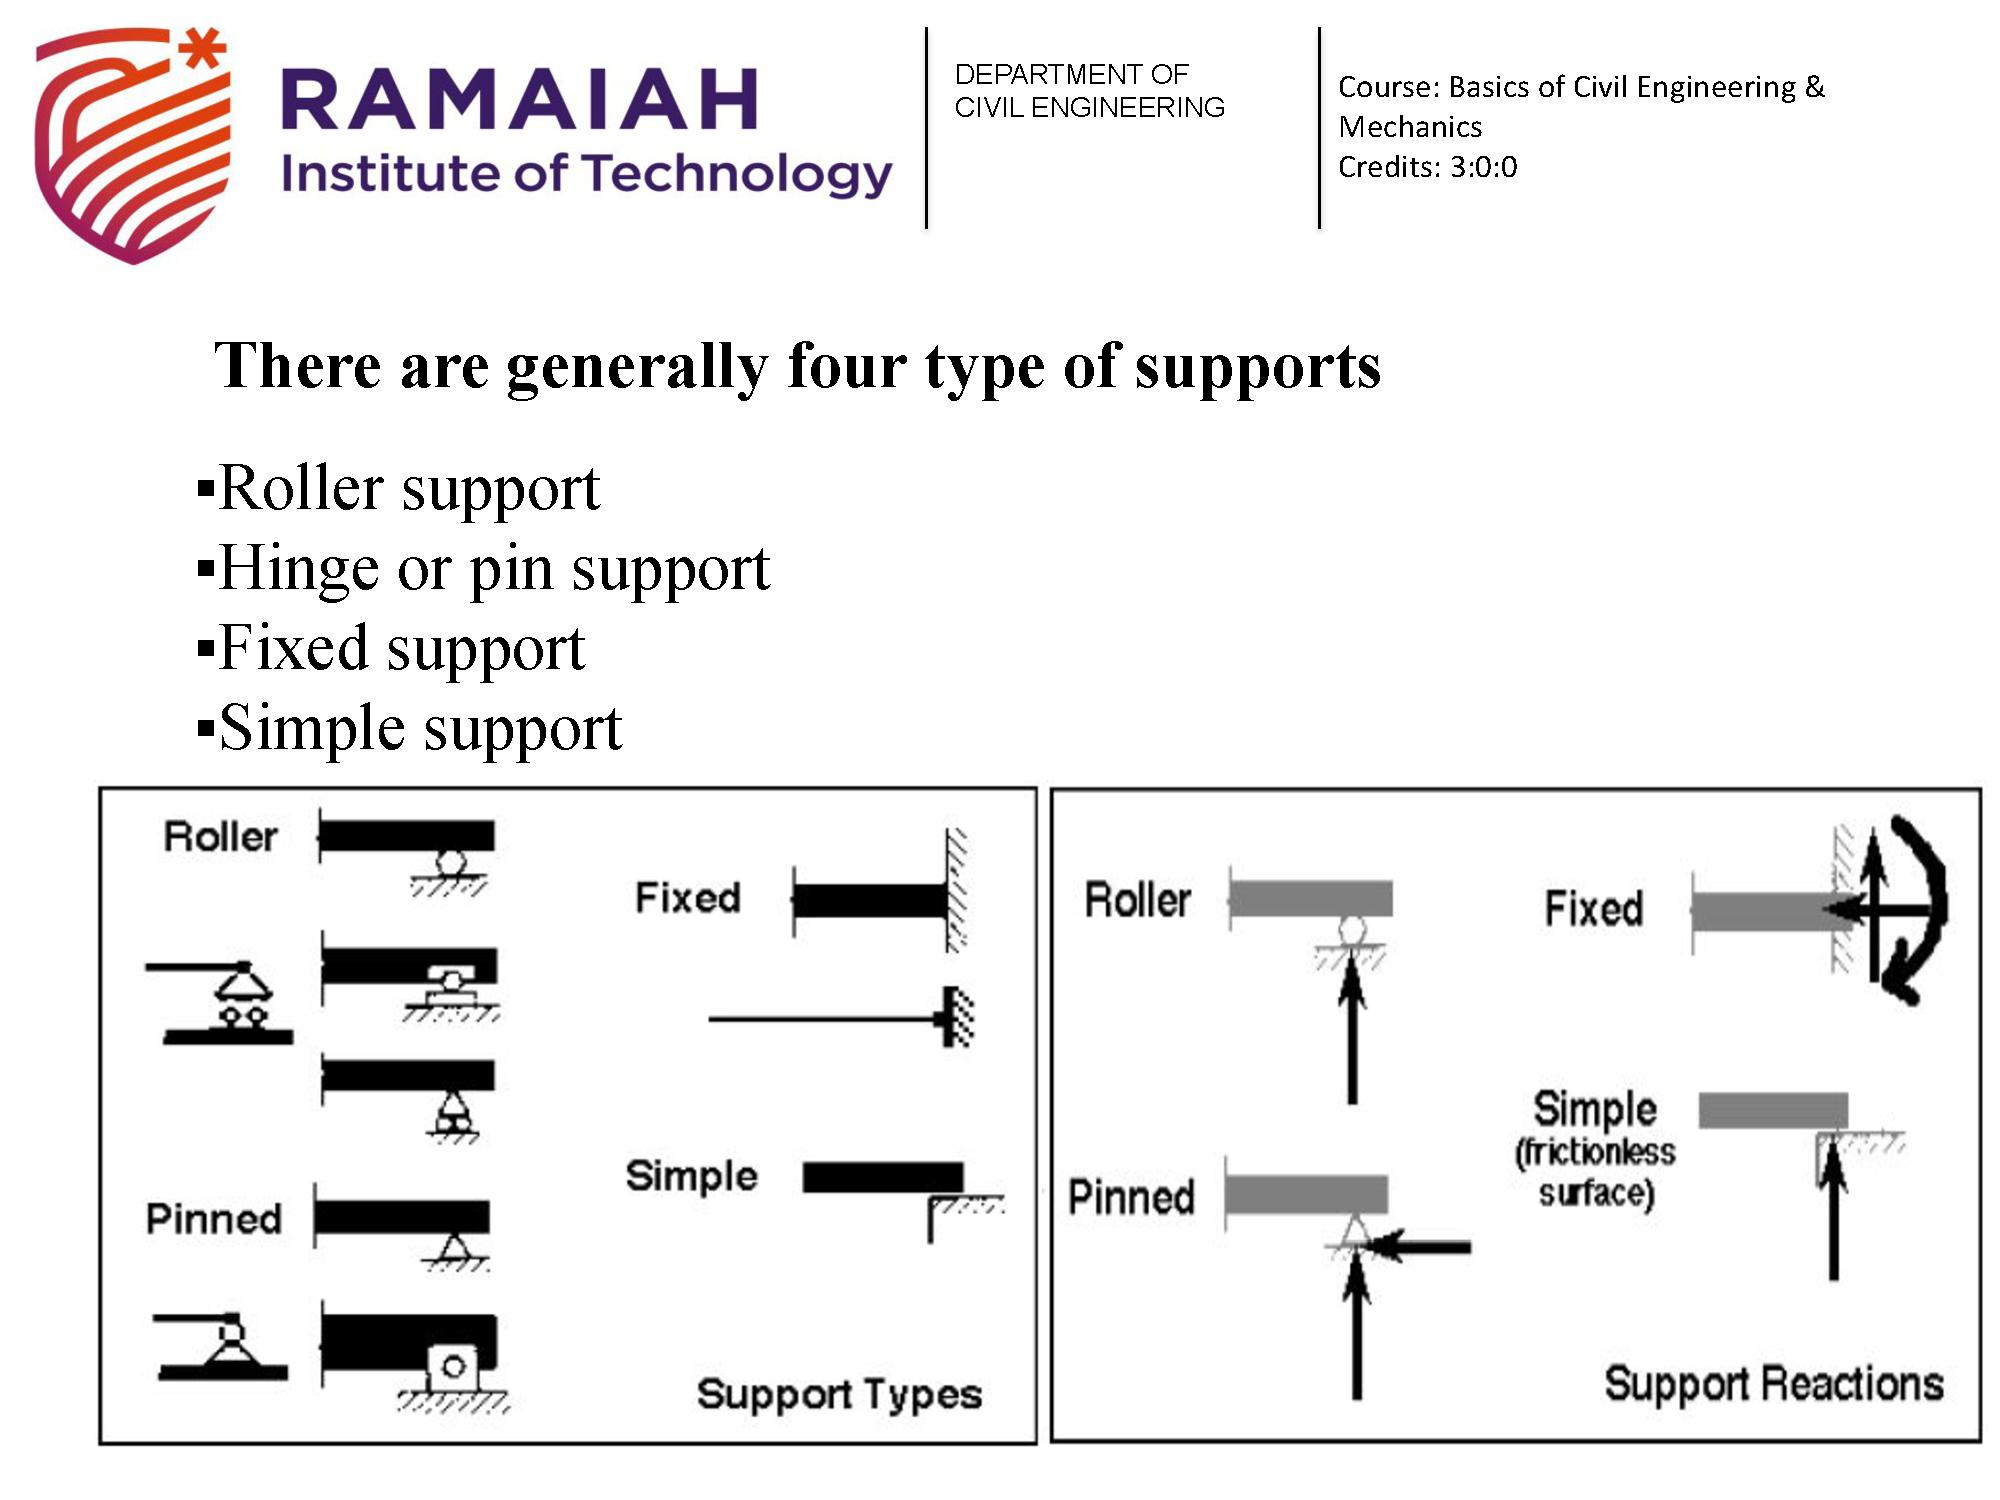 RAMAIAH
Institute of Technology
DEPARTMENT OF
CIVIL ENGINEERING
Course: Basics of Civil Engineering &
Mechanics
Credits: 3:0:0
There are generally four type of supports
▪Roller support
▪Hinge or pin support
▪Fixed support
▪Simple support
Roller
Fixed
Simple
Pinned
Support Types
Roller
Fixed
Simple
(frictionless
surface)
Pinned
Support Reactions